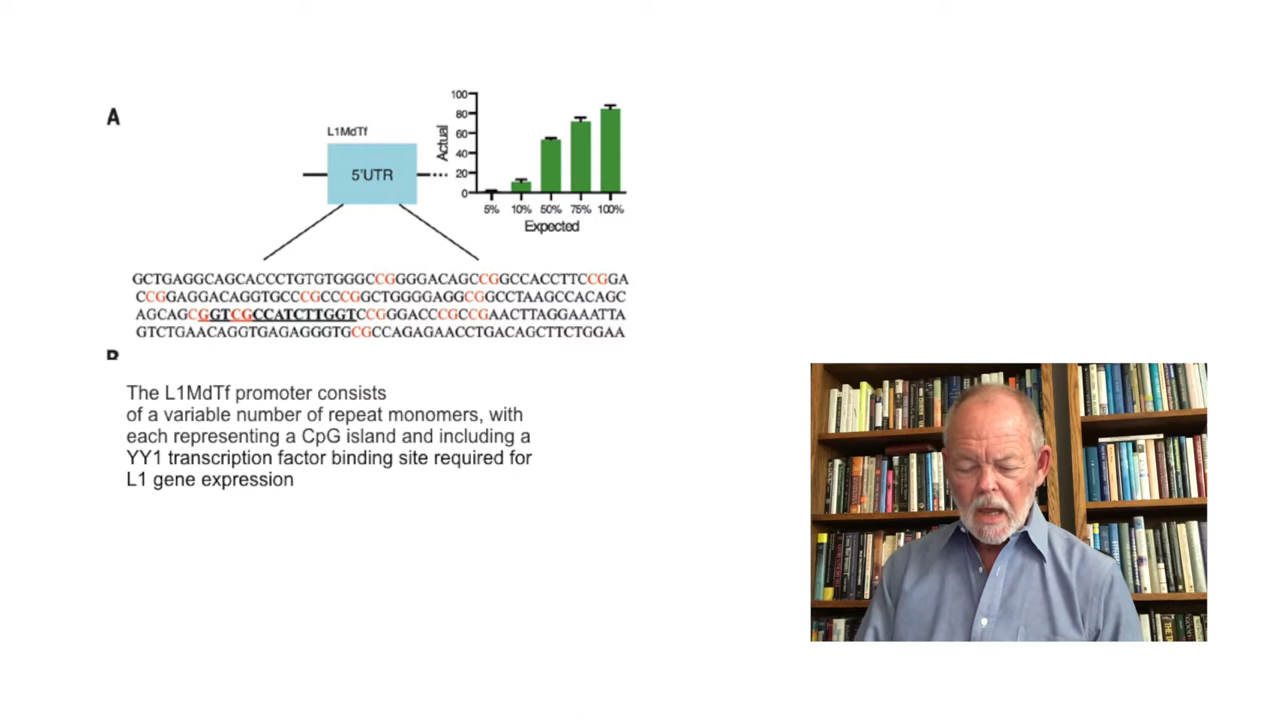 A
L1MdTf
5'UTR
Actual
100
80
60
40
20
0
5% 10% 50% 75% 100%
Expected
GCTGAGGCAGCACCCTGTGTGGGCCGGGGACAGCCGGCCACCTTCCGGA
CCGGAGGACAGGTGCCCGCCCGGCTGGGGAGGCGGCCTAAGCCACAGC
AGCAGCGGTCGCCATCTTGGTCCGGGACCCGCCGAACTTAGGAAATTA
GTCTGAACAGGTGAGAGGGTGCGCCAGAGAACCTGACAGCTTCTGGAA
B
The L1MdTf promoter consists
of a variable number of repeat monomers, with
each representing a CpG island and including a
YY1 transcription factor binding site required for
L1 gene expression